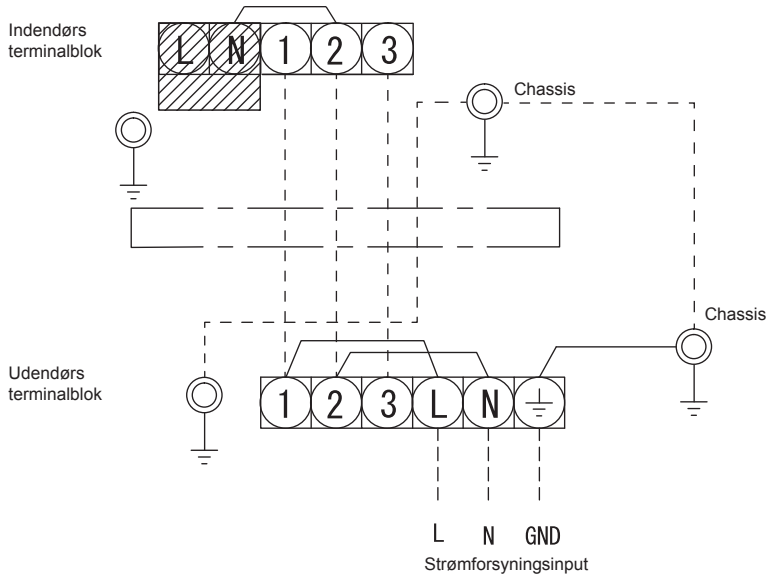 Indendørs
terminalblok
L N 1 2 3
Chassis
Chassis
Udendørs
terminalblok
1 2 3 L N
L N GND
Strømforsyningsinput